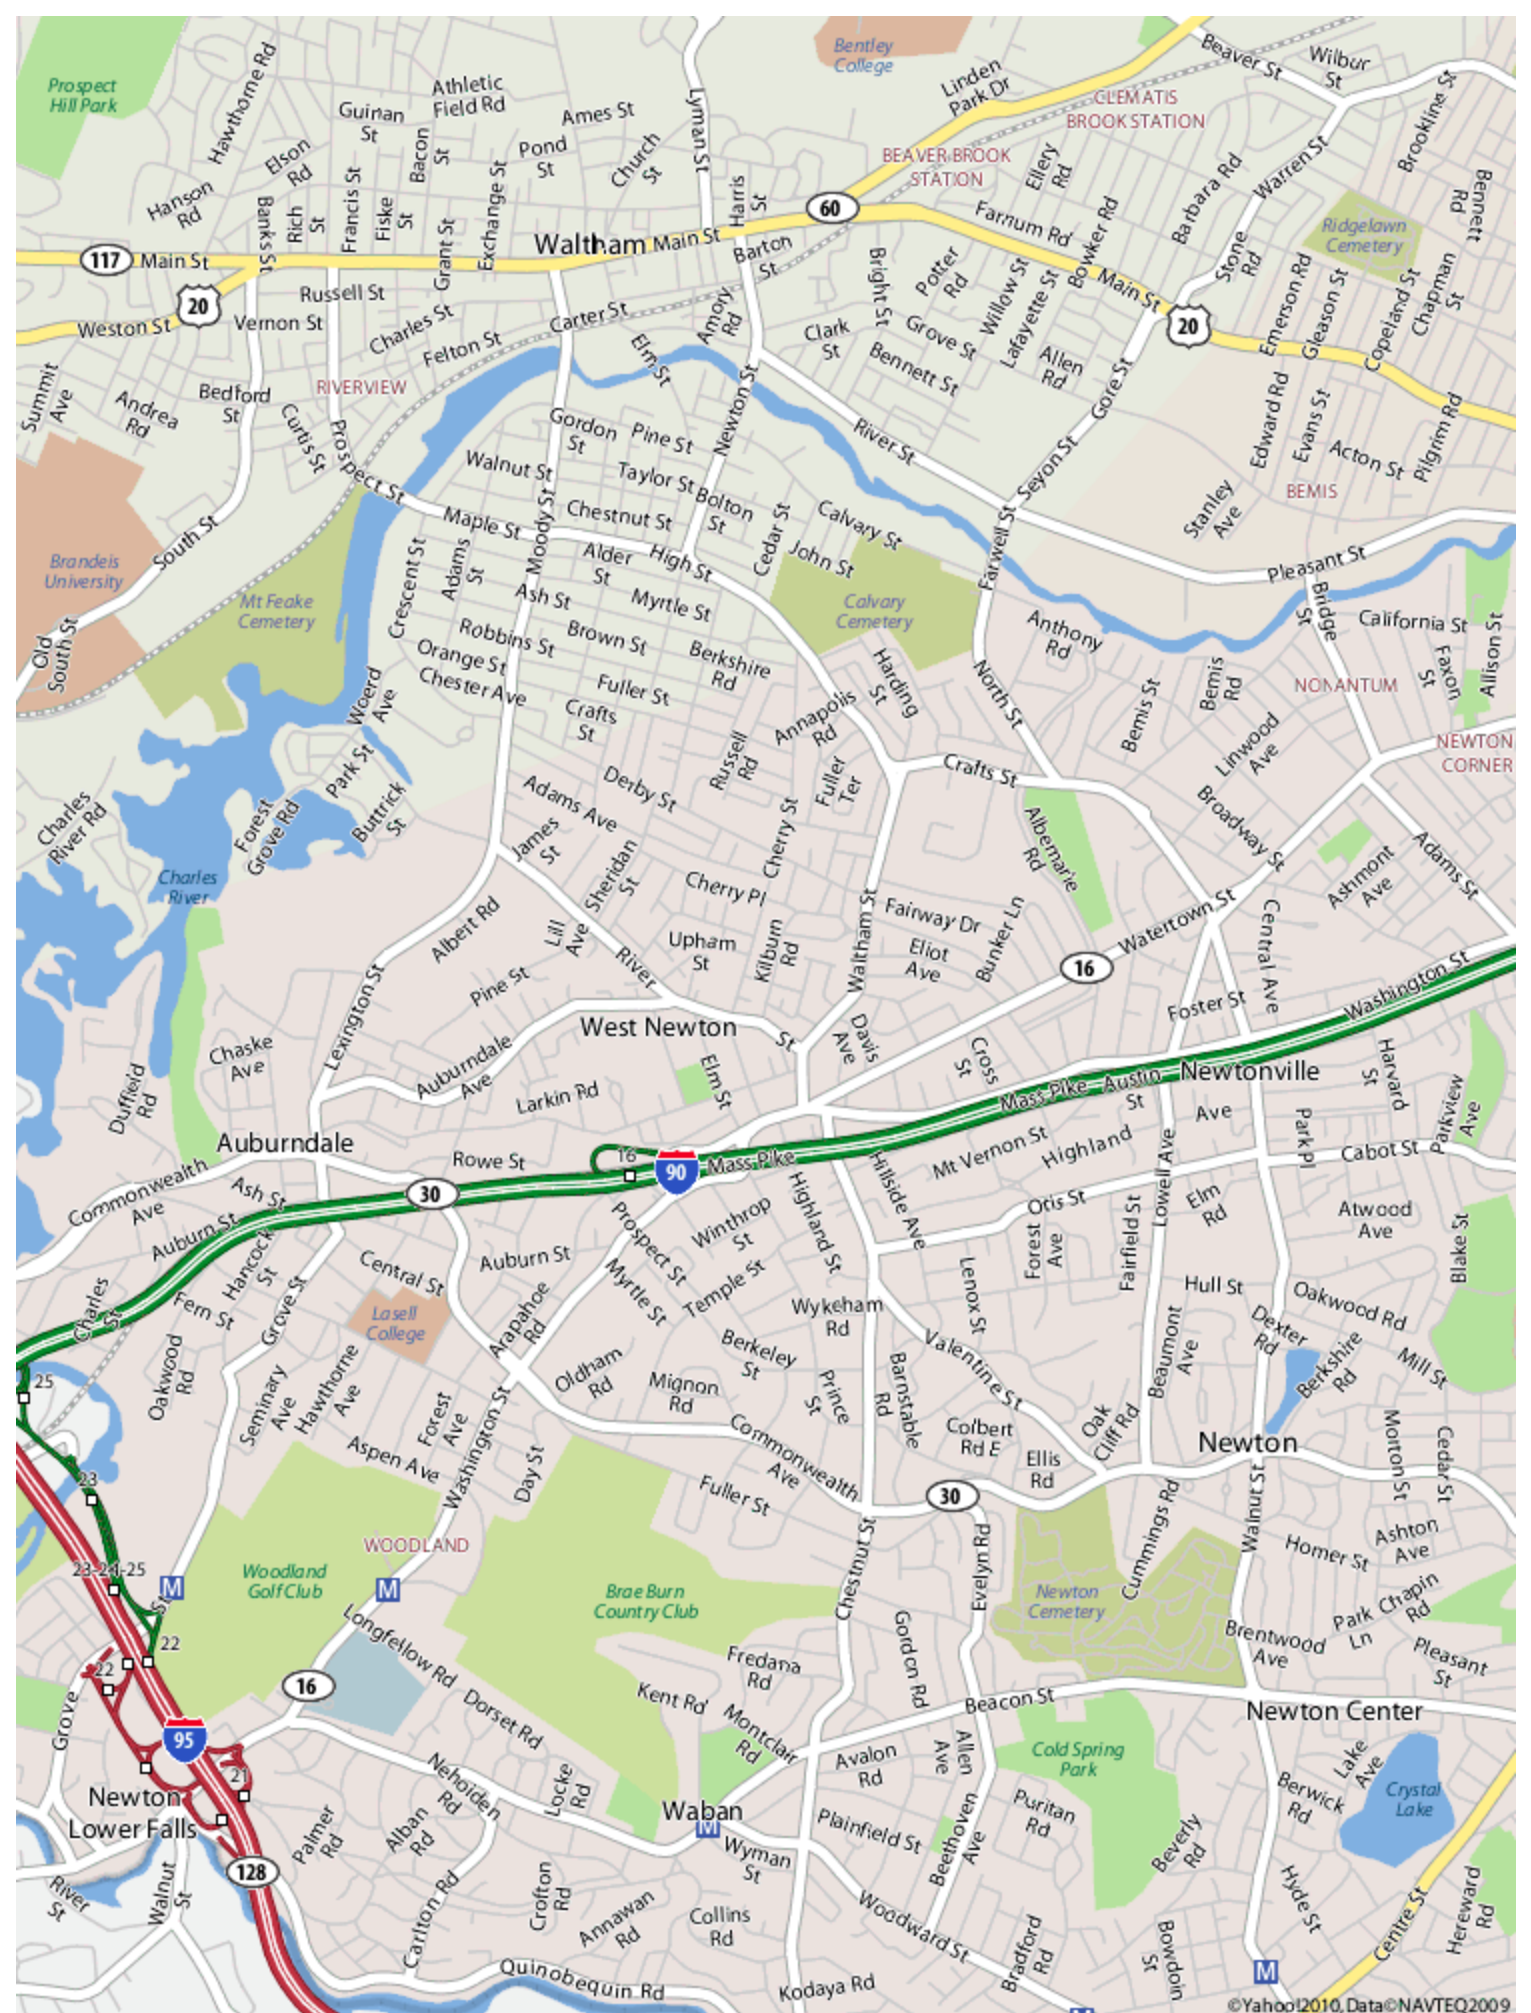 Prospect
Hill Park
Hawthorne Rd
Guinan
St
Athletic
Field Rd
Ames St
Lyman St
Bentley
College
Linden
Park Dr
Beaver St
Wilbur
St
CLEMATIS
BROOK STATION
Brookline St
Hanson
Rd
Elson
Rd
Bacon
St
Pond
St
Church
St
Harris
St
BEAVER BROOK
STATION
Ellery
Rd
Barbara Rd
Warren St
Bennett
Rd
Banks St
Rich
St
Francis St
Fiske
St
Grant St
Exchange St
60
Farnum Rd
Bowker Rd
Ridgelawn
Cemetery
117
Main St
Waltham
Main St
Barton
St
Bright St
Potter
Rd
Willow St
Lafayette St
Main St
Stone
Rd
Emerson Rd
Gleason St
Copeland St
Chapman
St
20
Weston St
Russell St
Vernon St
Charles St
Felton St
Carter St
Elm St
Amory
Rd
Clark
St
Grove St
Bennett St
Allen
Rd
20
Summit
Ave
Andrea
Rd
Bedford
St
RIVERVIEW
Curtis St
Prospect St
Gordon
St
Pine St
Newton St
River St
Gore St
Seyon St
Edward Rd
Evans St
Acton St
Pilgrim Rd
BEMIS
Walnut St
Taylor St
Bolton
St
Chestnut St
Cedar St
Calvary St
John St
Stanley
Ave
Brandeis
University
South St
Maple St
Moody St
Alder
St
High St
Farwell St
Pleasant St
Mt Feake
Cemetery
Crescent St
Adams
St
Ash St
Myrtle St
Calvary
Cemetery
Anthony
Rd
Bridge
St
California St
Allison St
Old
South St
Robbins St
Brown St
Berkshire
Rd
Orange St
Chester Ave
Fuller St
Harding
St
North St
Bemis St
Bemis
Rd
NONANTUM
Faxon
St
Woerd
Ave
Crafts
St
Annapolis
Rd
Linwood
Ave
NEWTON
CORNER
Park St
Russell
Rd
Fuller
Ter
Crafts St
Charles
River Rd
Forest
Grove Rd
Buttrick
St
Derby St
Adams Ave
Cherry St
Albemarle
Rd
Broadway St
Adams St
James
St
Sheridan
St
Ashmont
Ave
Charles
River
Albert Rd
Lill
Ave
Cherry Pl
Waltham St
Fairway Dr
Bunker Ln
Watertown St
Central Ave
Upham
St
Kilburn
Rd
Eliot
Ave
16
Pine St
River
St
Lexington St
West Newton
Foster St
Washington St
Chaske
Ave
Duffield
Rd
Auburndale
Ave
Larkin Rd
Elm St
Davis
Ave
Cross
St
Mass Pike
Austin
St
Newtonville
Harvard
St
Parkview
Ave
Auburndale
Rowe St
16
90
Mass Pike
Mt Vernon St
Highland
Ave
Park Pl
Cabot St
Commonwealth
Ave
Ash St
Auburn St
30
Hillside Ave
Otis St
Lowell Ave
Elm
Rd
Atwood
Ave
Hancock
St
Central St
Auburn St
Prospect St
Winthrop
St
Highland St
Forest
Ave
Fairfield St
Blake St
Charles
St
Fern St
Grove St
Lasell
College
Arapahoe
Rd
Myrtle St
Temple St
Wykeham
Rd
Lenox St
Hull St
Oakwood Rd
Dexter
Rd
25
Oakwood
Rd
Seminary
Ave
Hawthorne
Ave
Forest
Ave
Oldham
Rd
Berkeley
St
Mignon
Rd
Prince
St
Barnstable
Rd
Valentine St
Beaumont
Ave
Berkshire
Rd
Mill St
Aspen Ave
Washington St
Day St
Commonwealth
Ave
Colbert
Rd E
Oak
Cliff Rd
Ellis
Rd
Newton
Morton St
Cedar St
23
Fuller St
30
Walnut St
Cummings Rd
Homer St
Ashton
Ave
23-24-25
M
WOODLAND
Woodland
Golf Club
M
Brae Burn
Country Club
Chestnut St
Evelyn Rd
Newton
Cemetery
Park
Ln
Chapin
Rd
St
22
22
Longfellow Rd
Fredana
Rd
Gordon Rd
Brentwood
Ave
Pleasant
St
16
Grove
Dorset Rd
Kent Rd
Montclair
Rd
Beacon St
Newton Center
95
21
Nehoiden
Rd
Locke
Rd
Avalon
Rd
Allen
Ave
Cold Spring
Park
Lake
Ave
Berwick
Rd
Crystal
Lake
Newton
Lower Falls
Palmer
Rd
Alban
Rd
Waban
M
Wyman
St
Plainfield St
Beethoven
Ave
Puritan
Rd
Beverly
Rd
128
River
St
Walnut
St
Carlton Rd
Crofton
Rd
Annawan
Rd
Collins
Rd
Woodward St
Bradford
Rd
Bowdoin
St
Hyde St
Centre St
Hereward
Rd
Quinobequin Rd
Kodaya Rd
M
M
©Yahoo!2010, Data©NAVTEQ2009